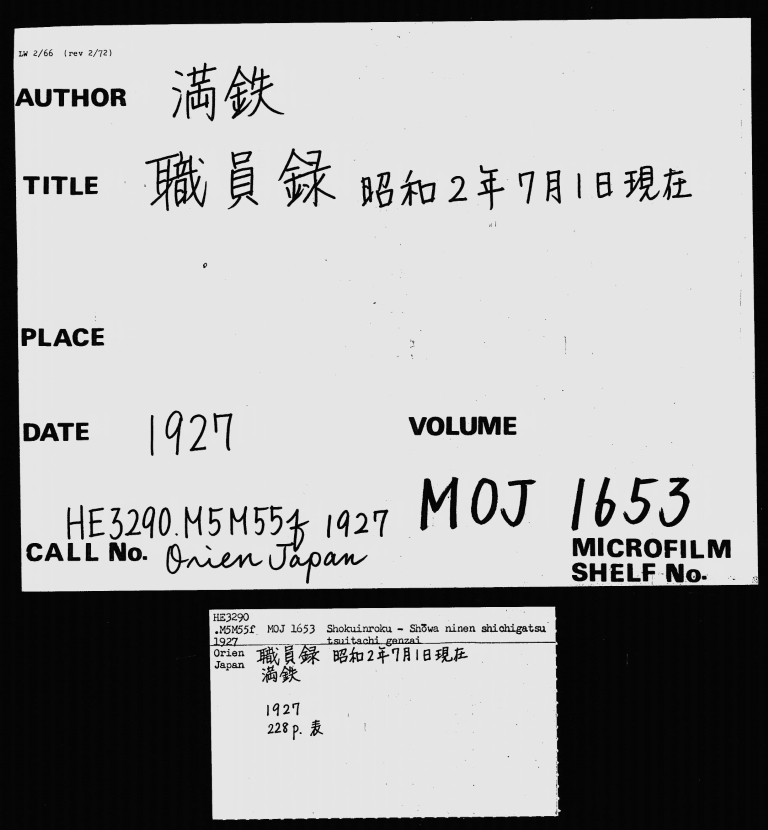 LW 2/66 (rev 2/72)
AUTHOR 満鉄
TITLE 職員録 昭和2年7月1日現在
PLACE
DATE 1927 VOLUME
HE3290.M5M55f 1927 MOJ 1653
CALL No. Orien Japan MICROFILM
SHELF No.
HE3290
.M5M55f MOJ 1653 Shokuinroku - Shōwa ninen shichigatsu
1927 tsuitachi genzai
Orien 職員録 昭和2年7月1日現在
Japan 満鉄
1927
228 p. 表